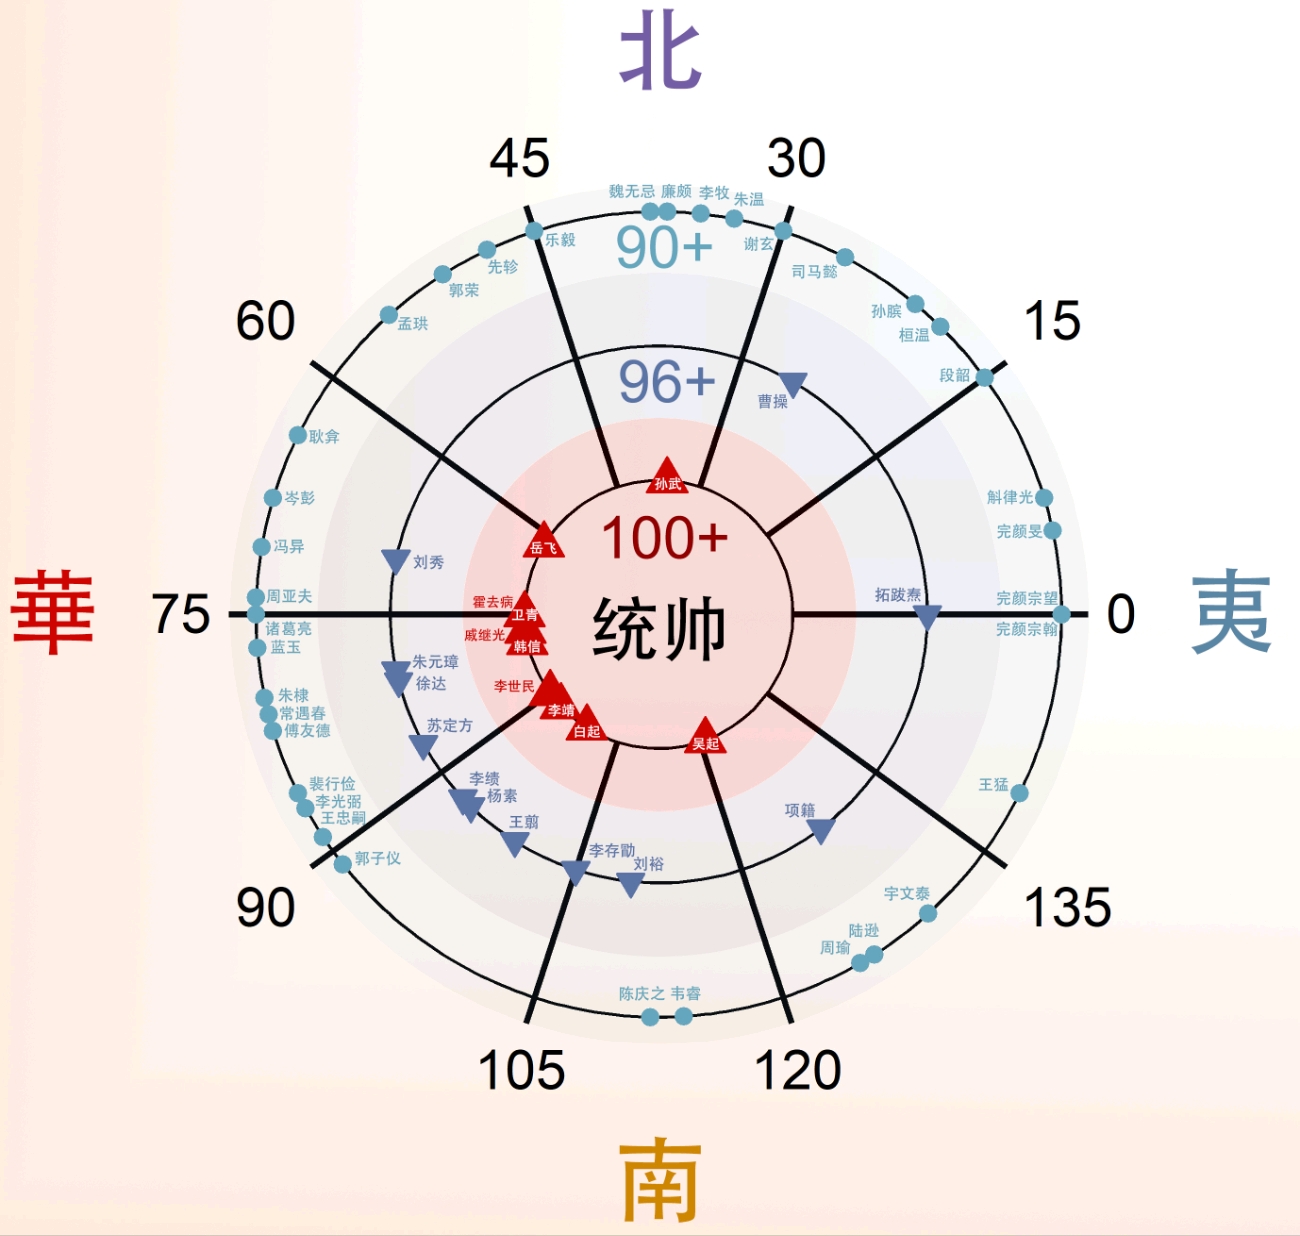 北
45
30
魏无忌 廉颇 李牧 朱温
乐毅
90+
谢玄
先轸
司马懿
郭荣
60
孟珙
孙膑
15
桓温
96+
段韶
曹操
耿弇
孙武
岑彭
斛律光
100+
完颜旻
岳飞
冯异
刘秀
華
75
周亚夫
霍去病
卫青
统帅
拓跋焘
完颜宗望
0
夷
诸葛亮
戚继光
韩信
完颜宗翰
蓝玉
朱元璋
徐达
李世民
朱棣
常遇春
李靖
傅友德
苏定方
白起
吴起
裴行俭
李绩
王猛
李光弼
杨素
王忠嗣
王翦
项籍
郭子仪
李存勖
刘裕
90
宇文泰
135
陆逊
周瑜
陈庆之 韦睿
105
120
南